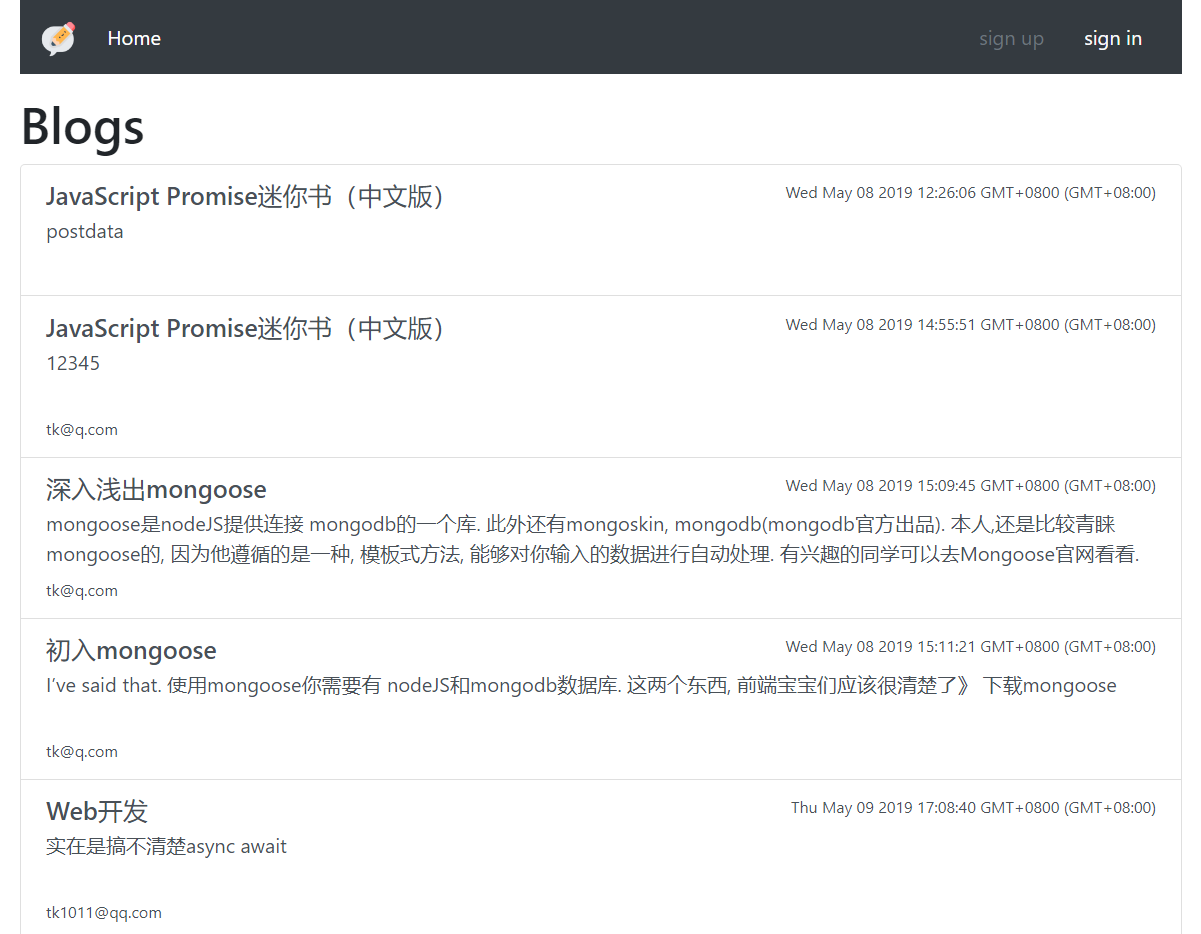 Home
sign up
sign in
Blogs
JavaScript Promise迷你书（中文版）
Wed May 08 2019 12:26:06 GMT+0800 (GMT+08:00)
postdata
JavaScript Promise迷你书（中文版）
Wed May 08 2019 14:55:51 GMT+0800 (GMT+08:00)
12345
tk@q.com
深入浅出mongoose
Wed May 08 2019 15:09:45 GMT+0800 (GMT+08:00)
mongoose是nodeJS提供连接 mongodb的一个库. 此外还有mongoskin, mongodb(mongodb官方出品). 本人,还是比较青睐
mongoose的, 因为他遵循的是一种, 模板式方法, 能够对你输入的数据进行自动处理. 有兴趣的同学可以去Mongoose官网看看.
tk@q.com
初入mongoose
Wed May 08 2019 15:11:21 GMT+0800 (GMT+08:00)
I’ve said that. 使用mongoose你需要有 nodeJS和mongodb数据库. 这两个东西, 前端宝宝们应该很清楚了》 下载mongoose
tk@q.com
Web开发
Thu May 09 2019 17:08:40 GMT+0800 (GMT+08:00)
实在是搞不清楚async await
tk1011@qq.com